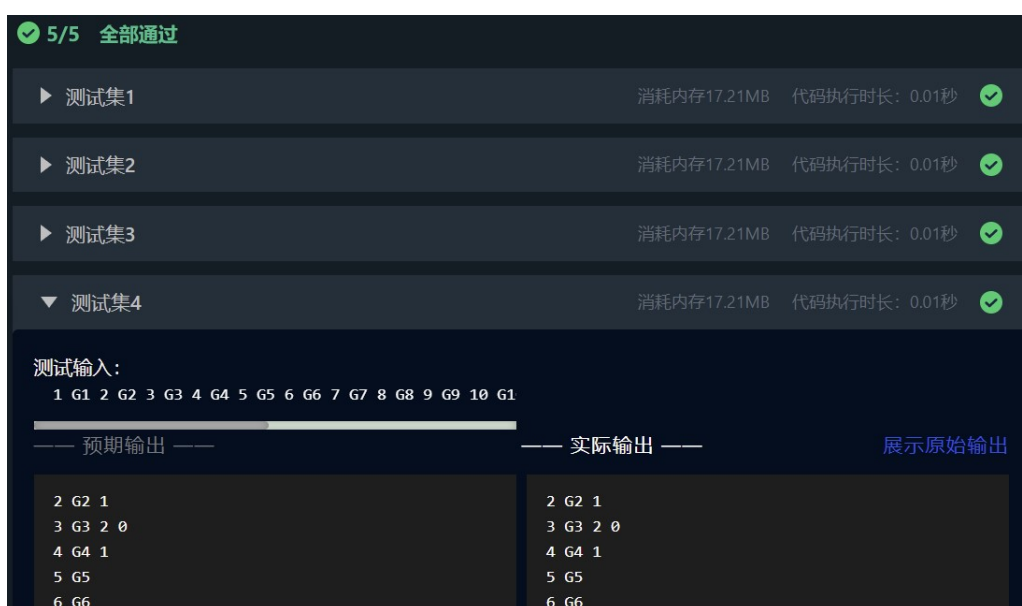 5/5 全部通过
测试集1 消耗内存17.21MB 代码执行时长：0.01秒
测试集2 消耗内存17.21MB 代码执行时长：0.01秒
测试集3 消耗内存17.21MB 代码执行时长：0.01秒
测试集4 消耗内存17.21MB 代码执行时长：0.01秒
测试输入：
1 G1 2 G2 3 G3 4 G4 5 G5 6 G6 7 G7 8 G8 9 G9 10 G1
—— 预期输出 —— —— 实际输出 —— 展示原始输出
2 G2 1 2 G2 1
3 G3 2 0 3 G3 2 0
4 G4 1 4 G4 1
5 G5 5 G5
6 G6 6 G6